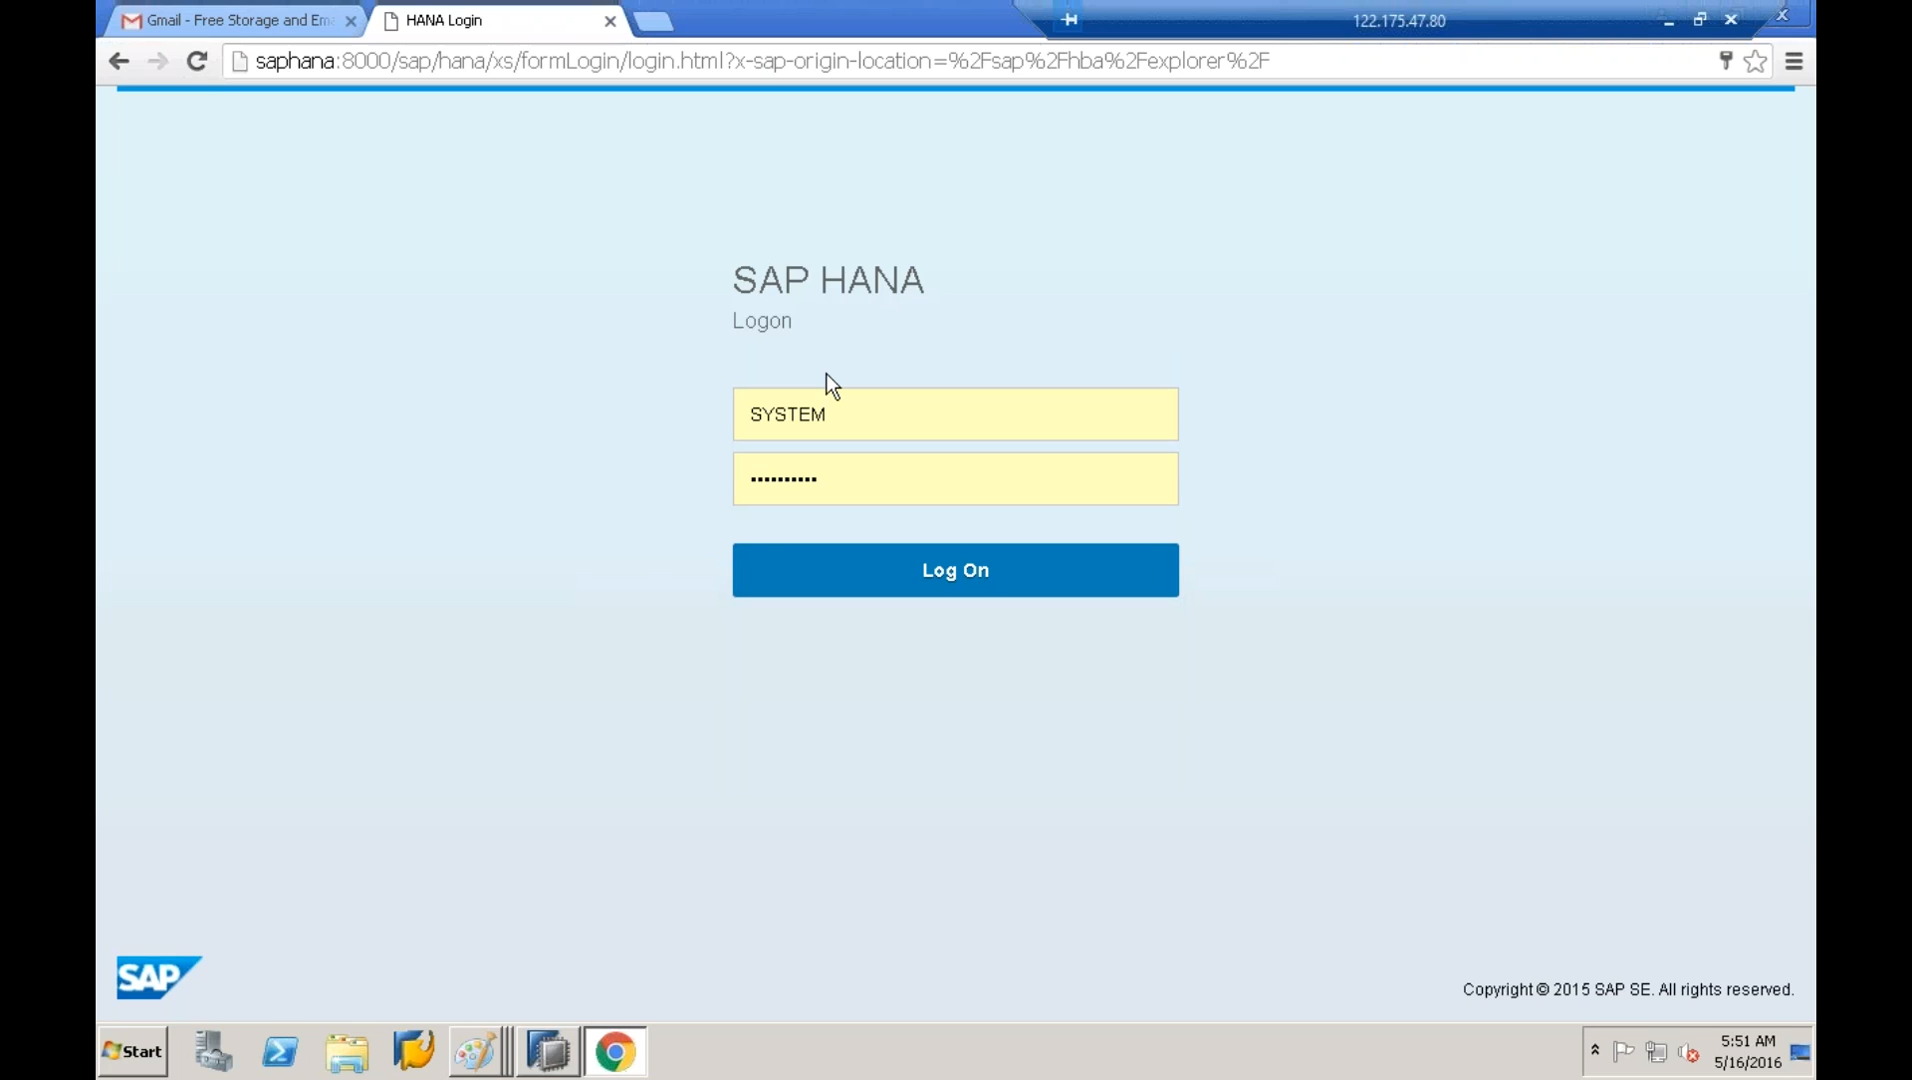 Gmail - Free Storage and Ema
HANA Login
122.175.47.80
saphana:8000/sap/hana/xs/formLogin/login.html?x-sap-origin-location=%2Fsap%2Fhba%2Fexplorer%2F
SAP HANA
Logon
SYSTEM
••••••••••
Log On
SAP
Copyright © 2015 SAP SE. All rights reserved.
Start
5:51 AM
5/16/2016